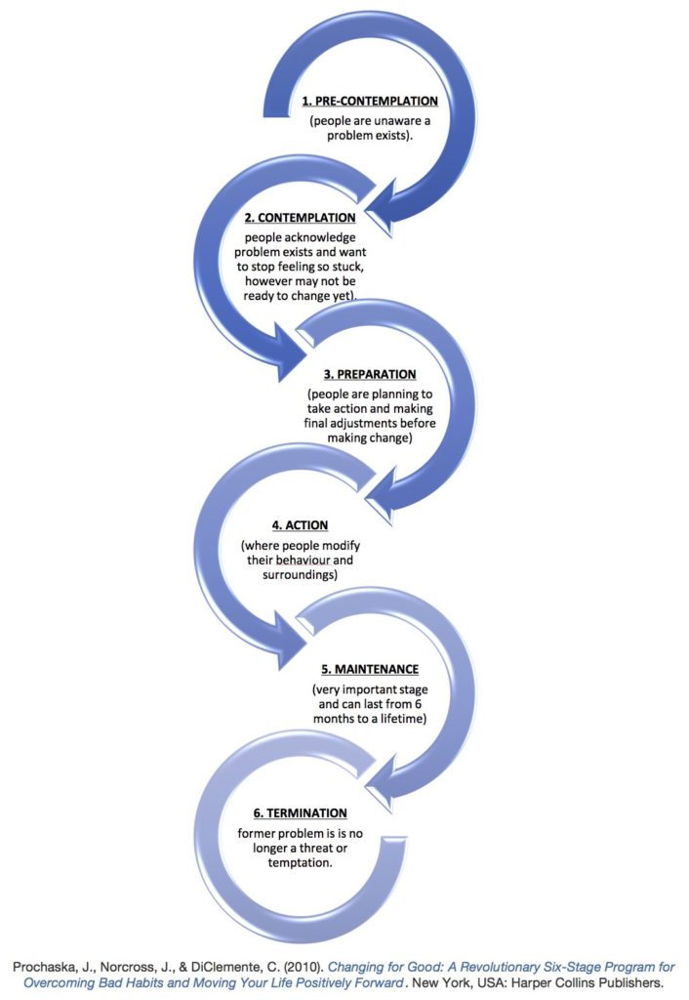 1. PRE-CONTEMPLATION
(people are unaware a
problem exists).
2. CONTEMPLATION
people acknowledge
problem exists and want
to stop feeling so stuck,
however may not be
ready to change yet).
3. PREPARATION
(people are planning to
take action and making
final adjustments before
making change)
4. ACTION
(where people modify
their behaviour and
surroundings)
5. MAINTENANCE
(very important stage
and can last from 6
months to a lifetime)
6. TERMINATION
former problem is is no
longer a threat or
temptation.
Prochaska, J., Norcross, J., & DiClemente, C. (2010). Changing for Good: A Revolutionary Six-Stage Program for
Overcoming Bad Habits and Moving Your Life Positively Forward. New York, USA: Harper Collins Publishers.